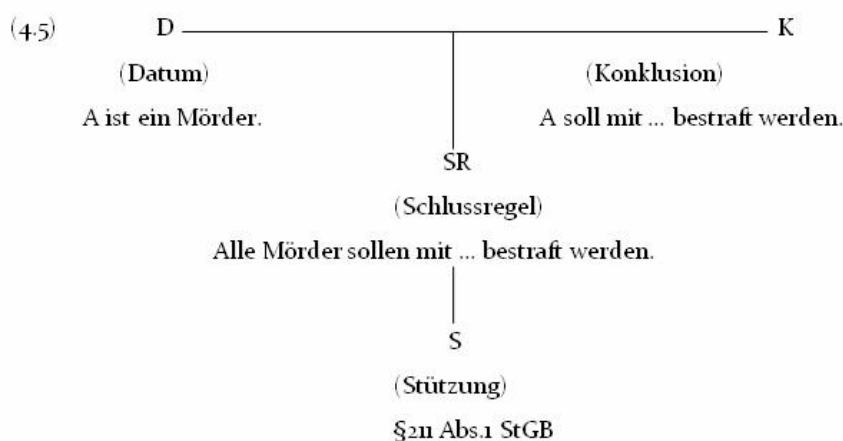 (4.5) D K
(Datum) (Konklusion)
A ist ein Mörder. A soll mit ... bestraft werden.
SR
(Schlussregel)
Alle Mörder sollen mit ... bestraft werden.
S
(Stützung)
§211 Abs.1 StGB